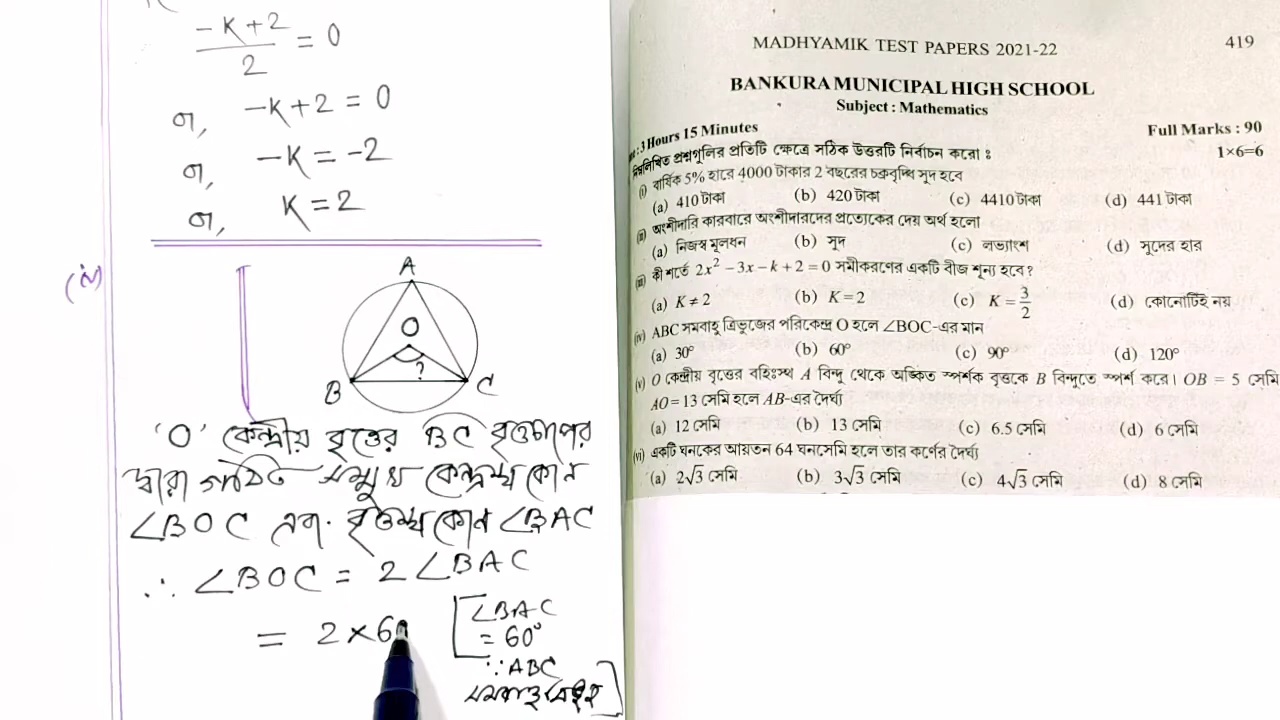 -K+2
2
= 0
বা, -K+2 = 0
বা, -K = -2
বা, K = 2
(iv)
A
O
?
B
C
'O' কেন্দ্রীয় বৃত্তের BC বৃত্তচাপের
দ্বারা গঠিত সম্মুখ কেন্দ্রস্থ কোন
∠BOC এবং বৃত্তস্থ কোন ∠BAC
∴ ∠BOC = 2 ∠BAC
= 2×6
[∠BAC
= 60°
∵ ABC
সমবাহু ত্রিভুজ]
MADHYAMIK TEST PAPERS 2021-22 419
BANKURA MUNICIPAL HIGH SCHOOL
Subject : Mathematics
: 3 Hours 15 Minutes Full Marks : 90
নিম্নলিখিত প্রশ্নগুলির প্রতিটি ক্ষেত্রে সঠিক উত্তরটি নির্বাচন করো ঃ 1×6=6
(i) বার্ষিক 5% হারে 4000 টাকার 2 বছরের চক্রবৃদ্ধি সুদ হবে
(a) 410 টাকা (b) 420 টাকা (c) 4410 টাকা (d) 441 টাকা
(ii) অংশীদারি কারবারে অংশীদারদের প্রত্যেকের দেয় অর্থ হলো
(a) নিজস্ব মূলধন (b) সুদ (c) লভ্যাংশ (d) সুদের হার
(iii) কী শর্তে 2x² – 3x – k + 2 = 0 সমীকরণের একটি বীজ শূন্য হবে?
(a) K ≠ 2 (b) K = 2 (c) K = 3/2 (d) কোনোটিই নয়
(iv) ABC সমবাহু ত্রিভুজের পরিকেন্দ্র O হলে ∠BOC-এর মান
(a) 30° (b) 60° (c) 90° (d) 120°
(v) O কেন্দ্রীয় বৃত্তের বহিঃস্থ A বিন্দু থেকে অঙ্কিত স্পর্শক বৃত্তকে B বিন্দুতে স্পর্শ করে। OB = 5 সেমি
AO = 13 সেমি হলে AB-এর দৈর্ঘ্য
(a) 12 সেমি (b) 13 সেমি (c) 6.5 সেমি (d) 6 সেমি
(vi) একটি ঘনকের আয়তন 64 ঘনসেমি হলে তার কর্ণের দৈর্ঘ্য
(a) 2√3 সেমি (b) 3√3 সেমি (c) 4√3 সেমি (d) 8 সেমি